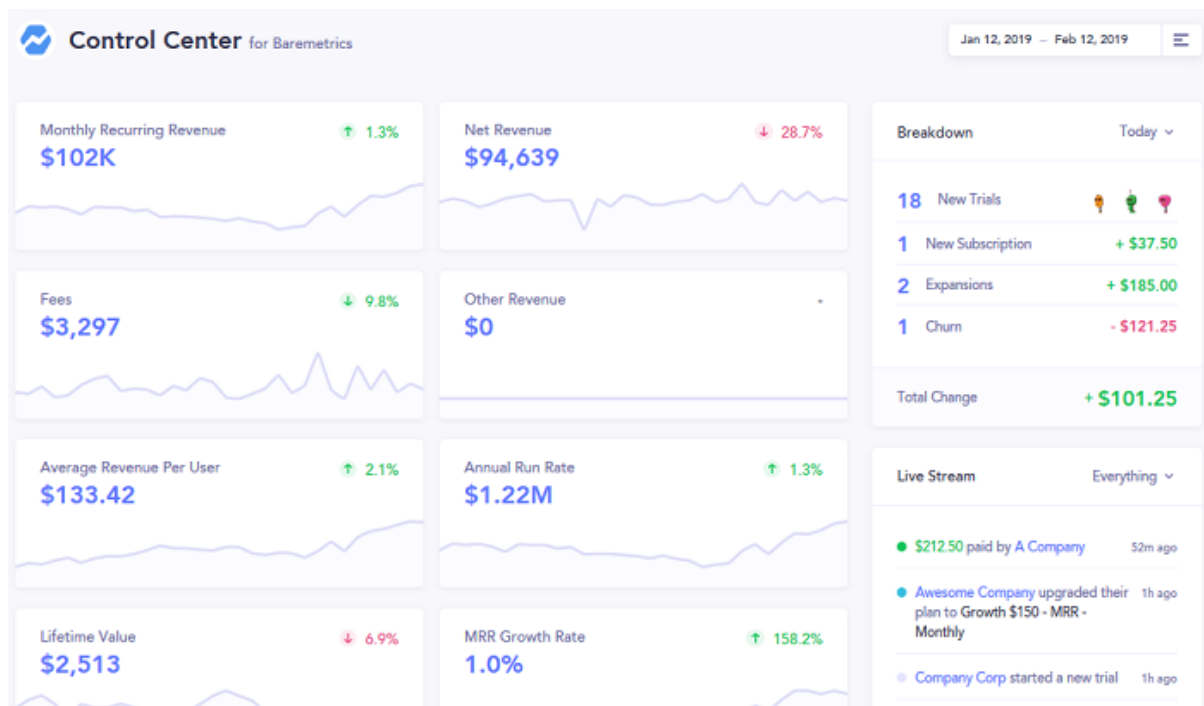 Control Center for Baremetrics
Jan 12, 2019 – Feb 12, 2019
Monthly Recurring Revenue ↑ 1.3%
$102K
Net Revenue ↓ 28.7%
$94,639
Fees ↓ 9.8%
$3,297
Other Revenue -
$0
Average Revenue Per User ↑ 2.1%
$133.42
Annual Run Rate ↑ 1.3%
$1.22M
Lifetime Value ↓ 6.9%
$2,513
MRR Growth Rate ↑ 158.2%
1.0%
Breakdown Today
18 New Trials
1 New Subscription + $37.50
2 Expansions + $185.00
1 Churn - $121.25
Total Change + $101.25
Live Stream Everything
$212.50 paid by A Company 52m ago
Awesome Company upgraded their 1h ago
plan to Growth $150 - MRR -
Monthly
Company Corp started a new trial 1h ago